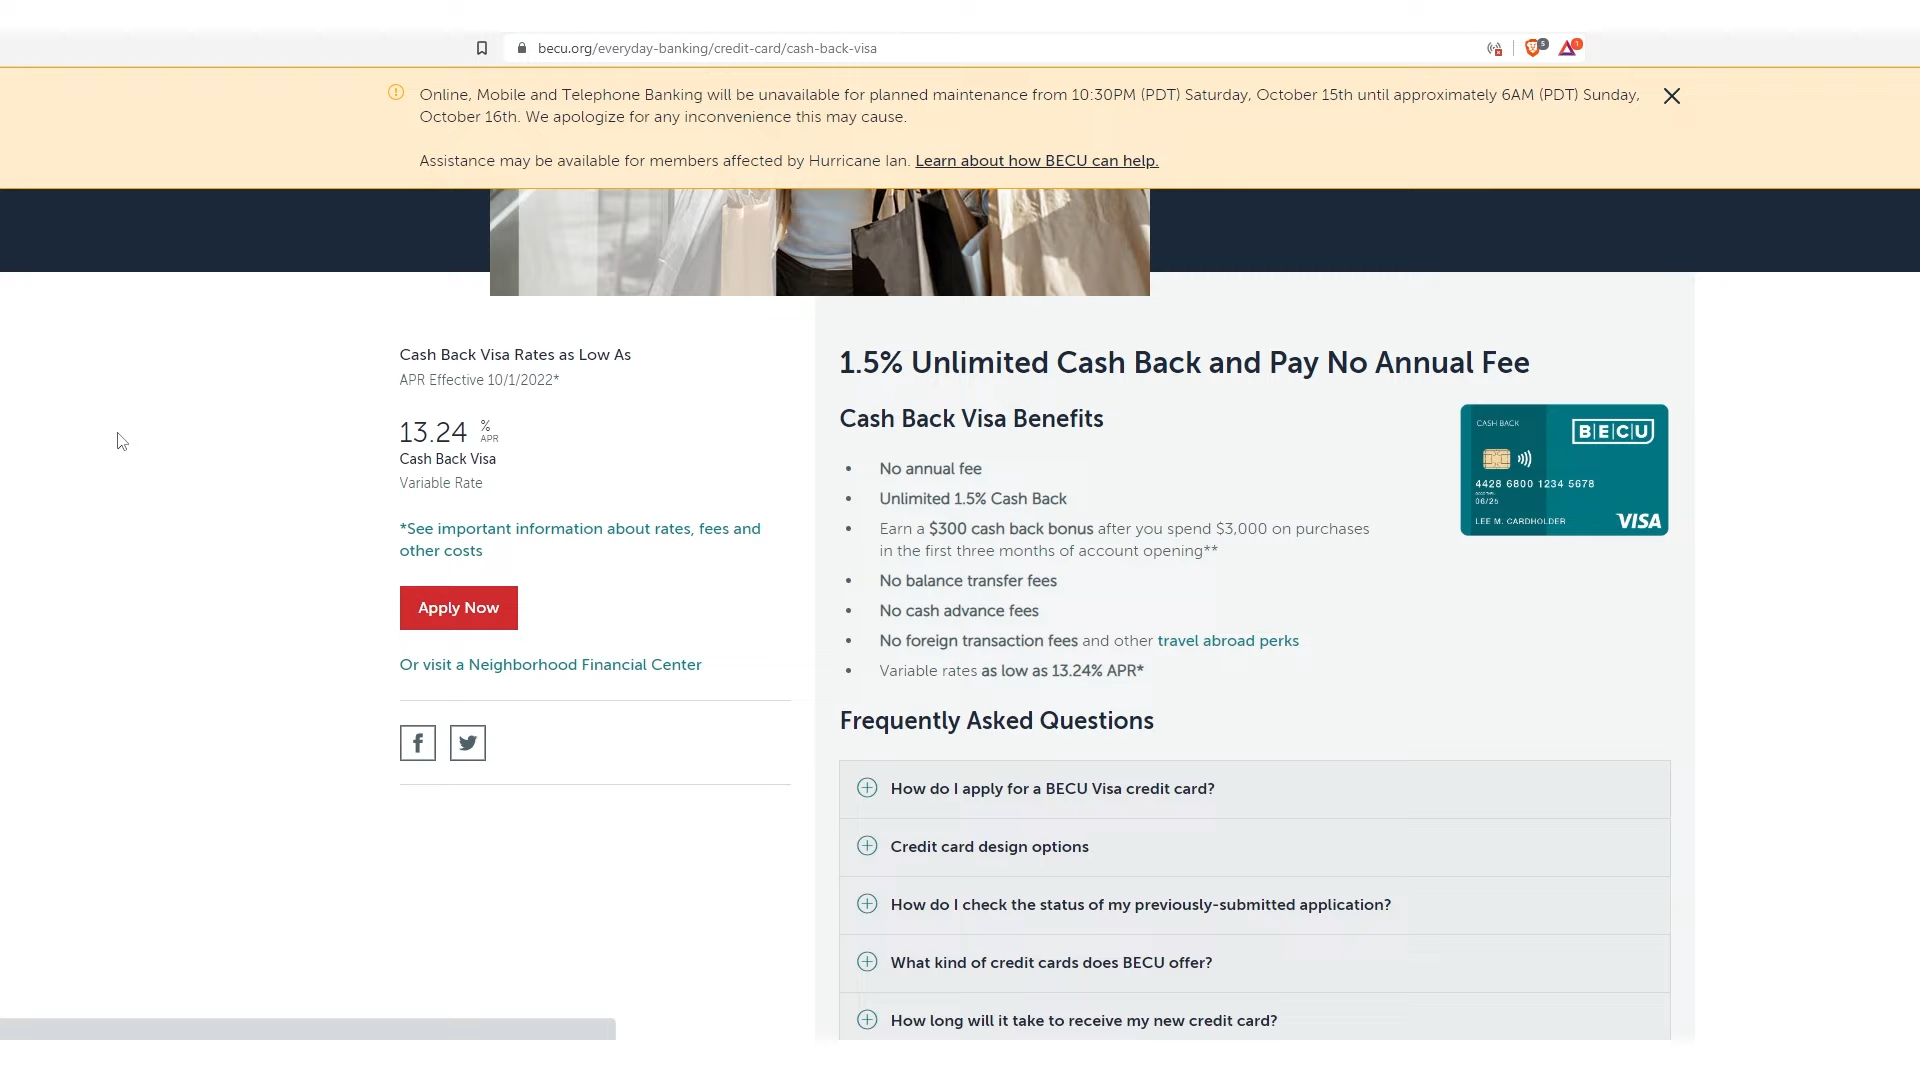 becu.org/everyday-banking/credit-card/cash-back-visa
5
1
Online, Mobile and Telephone Banking will be unavailable for planned maintenance from 10:30PM (PDT) Saturday, October 15th until approximately 6AM (PDT) Sunday,
October 16th. We apologize for any inconvenience this may cause.
Assistance may be available for members affected by Hurricane Ian. Learn about how BECU can help.
Cash Back Visa Rates as Low As
APR Effective 10/1/2022*
13.24 % APR
Cash Back Visa
Variable Rate
*See important information about rates, fees and
other costs
Apply Now
Or visit a Neighborhood Financial Center
1.5% Unlimited Cash Back and Pay No Annual Fee
Cash Back Visa Benefits
• No annual fee
• Unlimited 1.5% Cash Back
• Earn a $300 cash back bonus after you spend $3,000 on purchases
in the first three months of account opening**
• No balance transfer fees
• No cash advance fees
• No foreign transaction fees and other travel abroad perks
• Variable rates as low as 13.24% APR*
CASH BACK
BECU
4428 6800 1234 5678
06/25
LEE M. CARDHOLDER
VISA
Frequently Asked Questions
How do I apply for a BECU Visa credit card?
Credit card design options
How do I check the status of my previously-submitted application?
What kind of credit cards does BECU offer?
How long will it take to receive my new credit card?